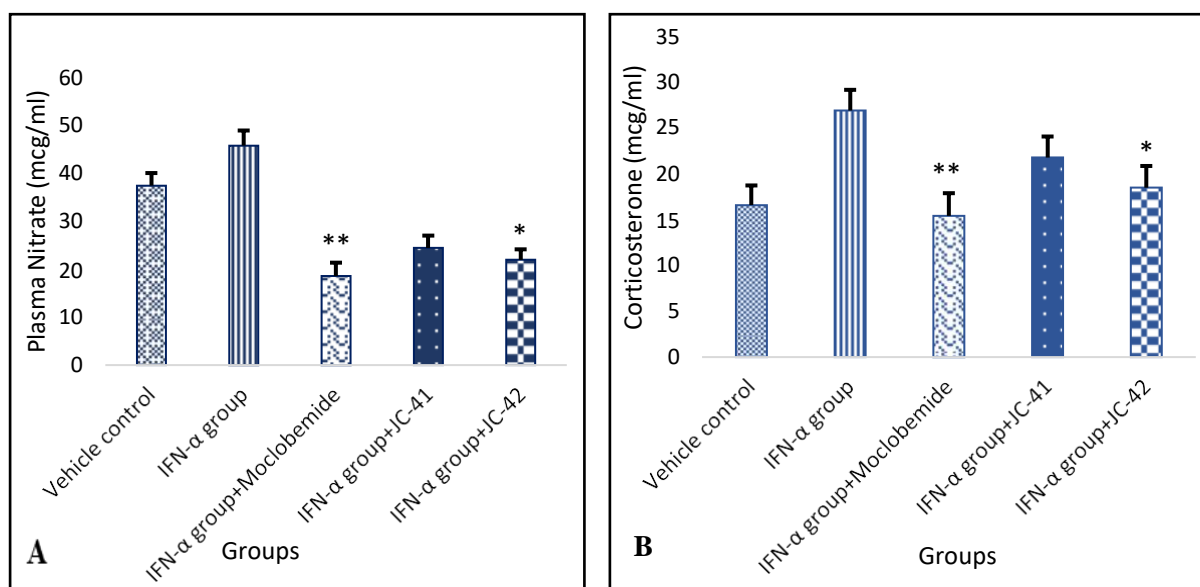 60
50
40
30
20
10
0
Plasma Nitrate (mcg/ml)
**
*
Vehicle control
IFN-α group
IFN-α group+Moclobemide
IFN-α group+JC-41
IFN-α group+JC-42
Groups
A
35
30
25
20
15
10
5
0
Corticosterone (mcg/ml)
**
*
Vehicle control
IFN-α group
IFN-α group+Moclobemide
IFN-α group+JC-41
IFN-α group+JC-42
Groups
B